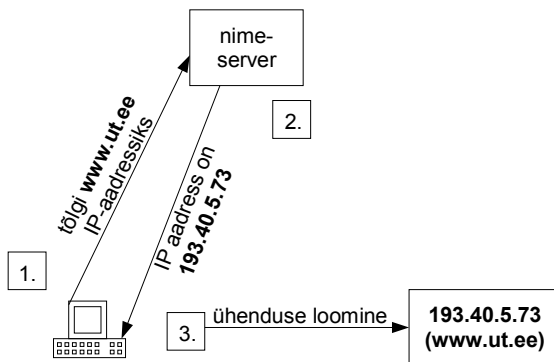 nime-
server
2.
tõlgi www.ut.ee
IP-aadressiks
IP aadress on
193.40.5.73
1.
3.
ühenduse loomine
193.40.5.73
(www.ut.ee)